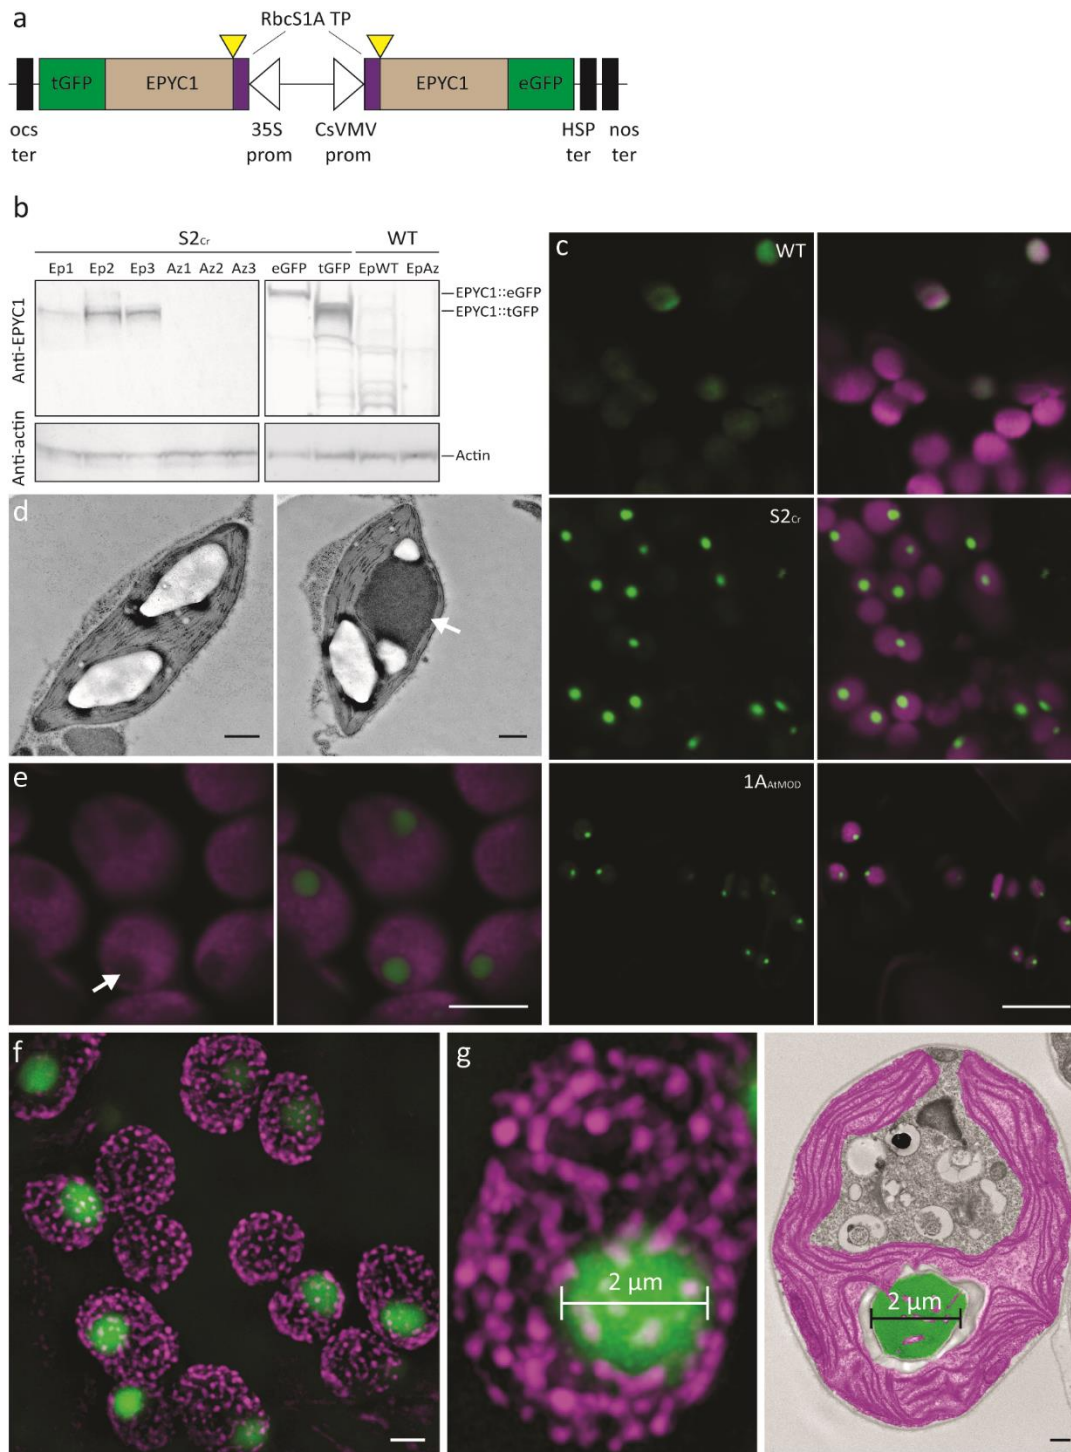 a
RbcS1A TP
tGFP EPYC1 EPYC1 eGFP
ocs ter 35S prom CsVMV prom HSP ter nos ter
b
S2Cr WT
Ep1 Ep2 Ep3 Az1 Az2 Az3 eGFP tGFP EpWT EpAz
Anti-EPYC1
EPYC1::eGFP
EPYC1::tGFP
Anti-actin
Actin
c
WT
S2Cr
1AAtMOD
d
e
f
g
2 µm
2 µm